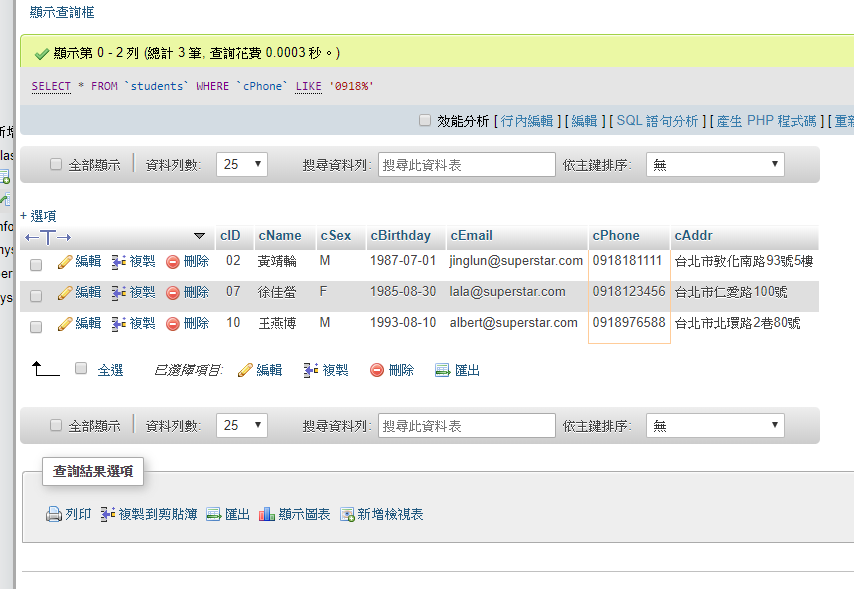 顯示查詢框
顯示第 0 - 2 列 (總計 3 筆, 查詢花費 0.0003 秒。)
SELECT * FROM `students` WHERE `cPhone` LIKE '0918%'
效能分析 [ 行內編輯 ] [ 編輯 ] [ SQL 語句分析 ] [ 產生 PHP 程式碼 ] [ 重新
全部顯示 資料列數: 25 搜尋資料列: 搜尋此資料表 依主鍵排序: 無
+ 選項
cID cName cSex cBirthday cEmail cPhone cAddr
編輯 複製 刪除 02 黃靖輪 M 1987-07-01 jinglun@superstar.com 0918181111 台北市敦化南路93號5樓
編輯 複製 刪除 07 徐佳螢 F 1985-08-30 lala@superstar.com 0918123456 台北市仁愛路100號
編輯 複製 刪除 10 王燕博 M 1993-08-10 albert@superstar.com 0918976588 台北市北環路2巷80號
全選 已選擇項目: 編輯 複製 刪除 匯出
全部顯示 資料列數: 25 搜尋資料列: 搜尋此資料表 依主鍵排序: 無
查詢結果選項
列印 複製到剪貼簿 匯出 顯示圖表 新增檢視表